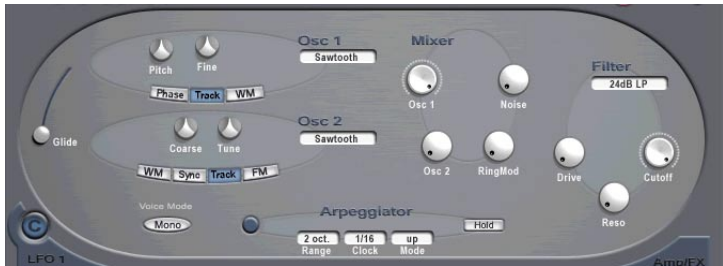 Osc 1
Sawtooth
Pitch
Fine
Phase Track WM
Osc 2
Sawtooth
Coarse
Tune
WM Sync Track FM
Glide
Mixer
Osc 1
Noise
Osc 2
RingMod
Filter
24dB LP
Drive
Cutoff
Reso
Voice Mode
Mono
Arpeggiator
Hold
2 oct. 1/16 up
Range Clock Mode
C
LFO 1
Amp/FX